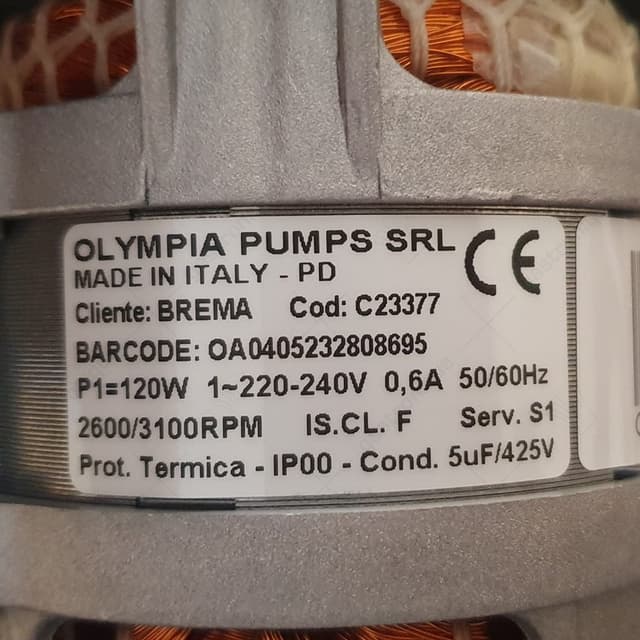 OLYMPIA PUMPS SRL CE
MADE IN ITALY - PD
Cliente: BREMA Cod: C23377
BARCODE: OA0405232808695
P1=120W 1~220-240V 0,6A 50/60Hz
2600/3100RPM IS.CL. F Serv. S1
Prot. Termica - IP00 - Cond. 5uF/425V